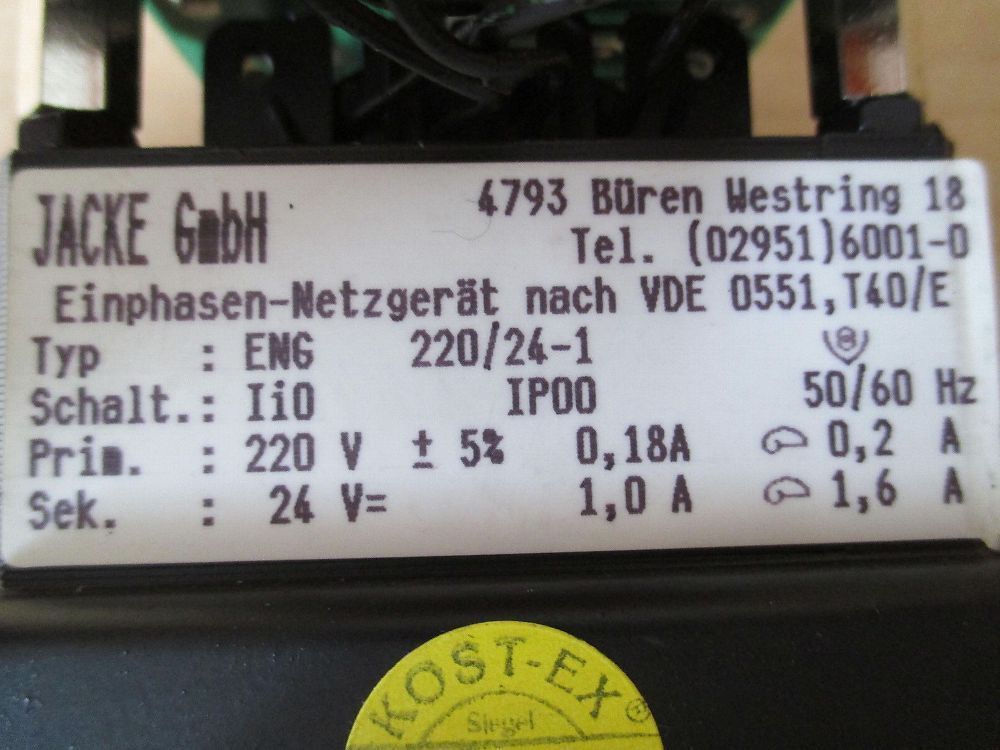 JACKE GmbH
4793 Büren Westring 18
Tel. (02951)6001-0
Einphasen-Netzgerät nach VDE 0551,T40/E
Typ : ENG 220/24-1
Schalt.: Ii0 IP00 50/60 Hz
Prim. : 220 V ± 5% 0,18A 0,2 A
Sek. : 24 V= 1,0 A 1,6 A
KOST-EX®
Siegel